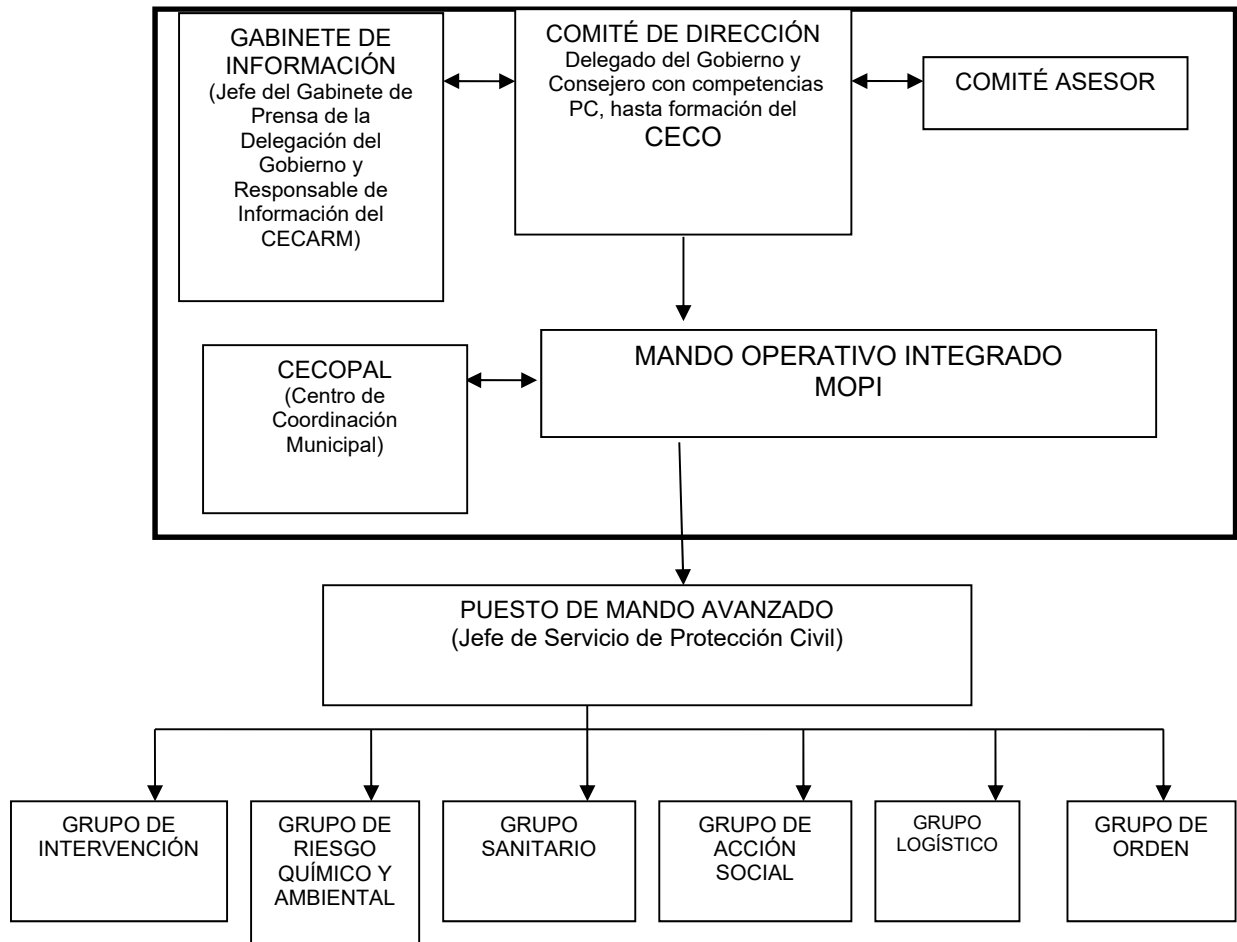 GABINETE DE
INFORMACIÓN
(Jefe del Gabinete de
Prensa de la
Delegación del
Gobierno y
Responsable de
Información del
CECARM)
COMITÉ DE DIRECCIÓN
Delegado del Gobierno y
Consejero con competencias
PC, hasta formación del
CECO
COMITÉ ASESOR
CECOPAL
(Centro de
Coordinación
Municipal)
MANDO OPERATIVO INTEGRADO
MOPI
PUESTO DE MANDO AVANZADO
(Jefe de Servicio de Protección Civil)
GRUPO DE
INTERVENCIÓN
GRUPO DE
RIESGO
QUÍMICO Y
AMBIENTAL
GRUPO
SANITARIO
GRUPO DE
ACCIÓN
SOCIAL
GRUPO
LOGÍSTICO
GRUPO DE
ORDEN